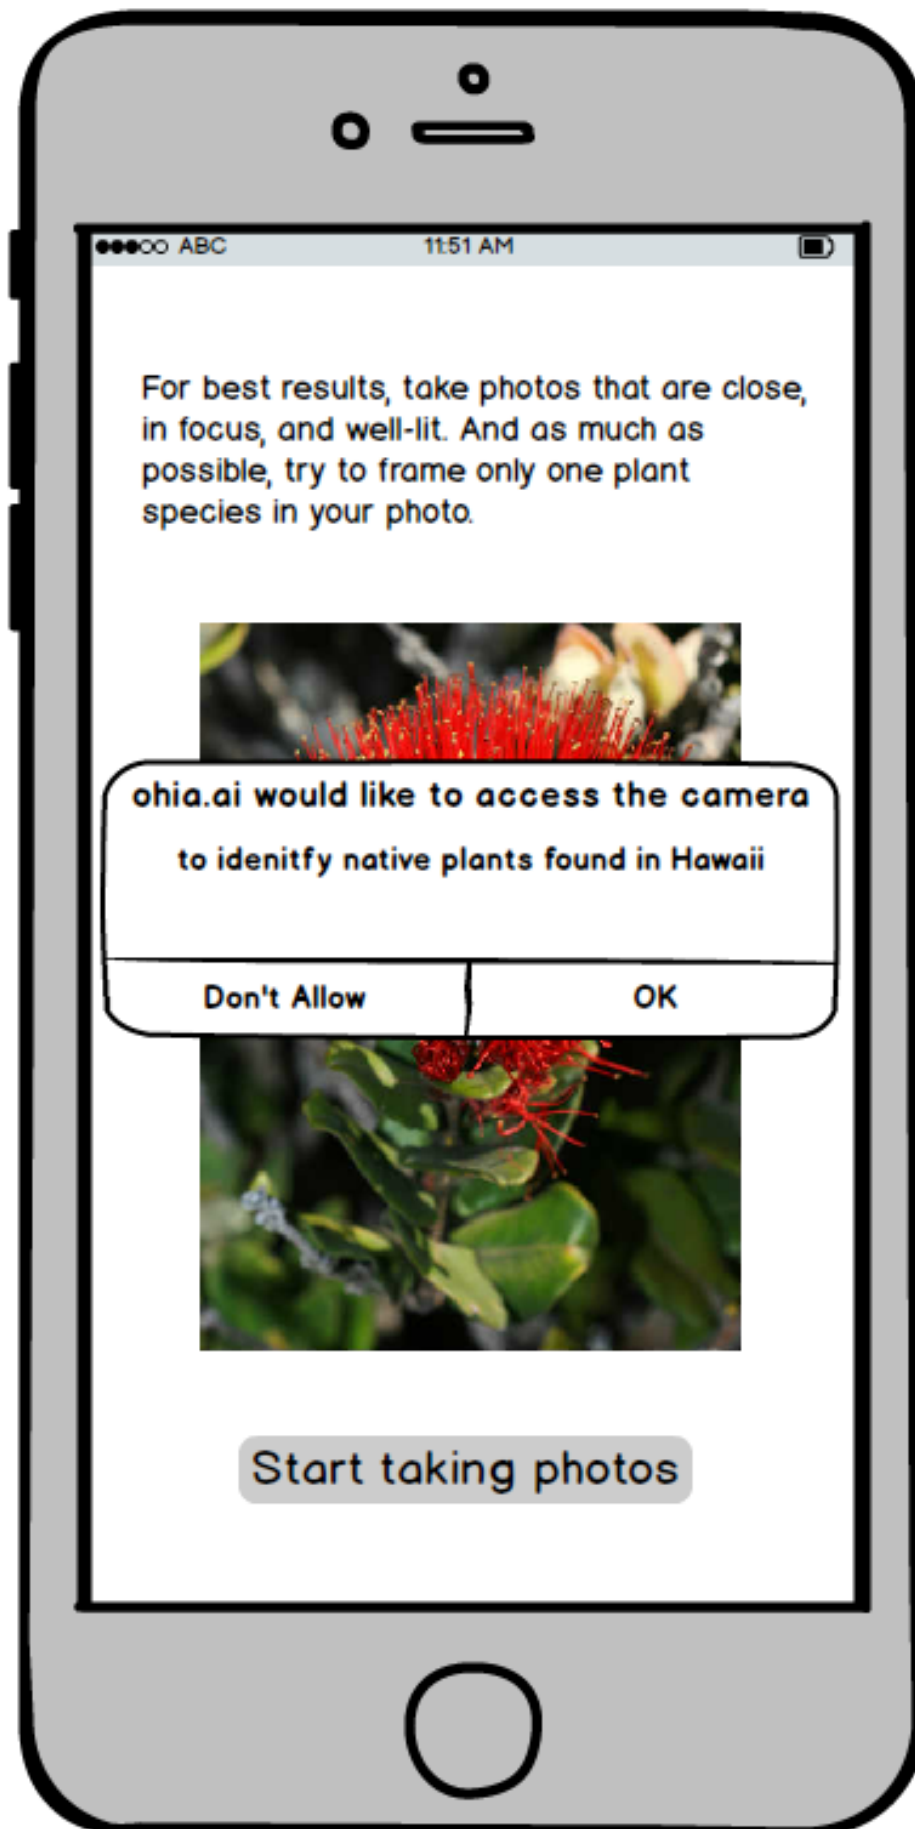 ABC 11:51 AM
For best results, take photos that are close,
in focus, and well-lit. And as much as
possible, try to frame only one plant
species in your photo.
ohia.ai would like to access the camera
to idenitfy native plants found in Hawaii
Don't Allow OK
Start taking photos